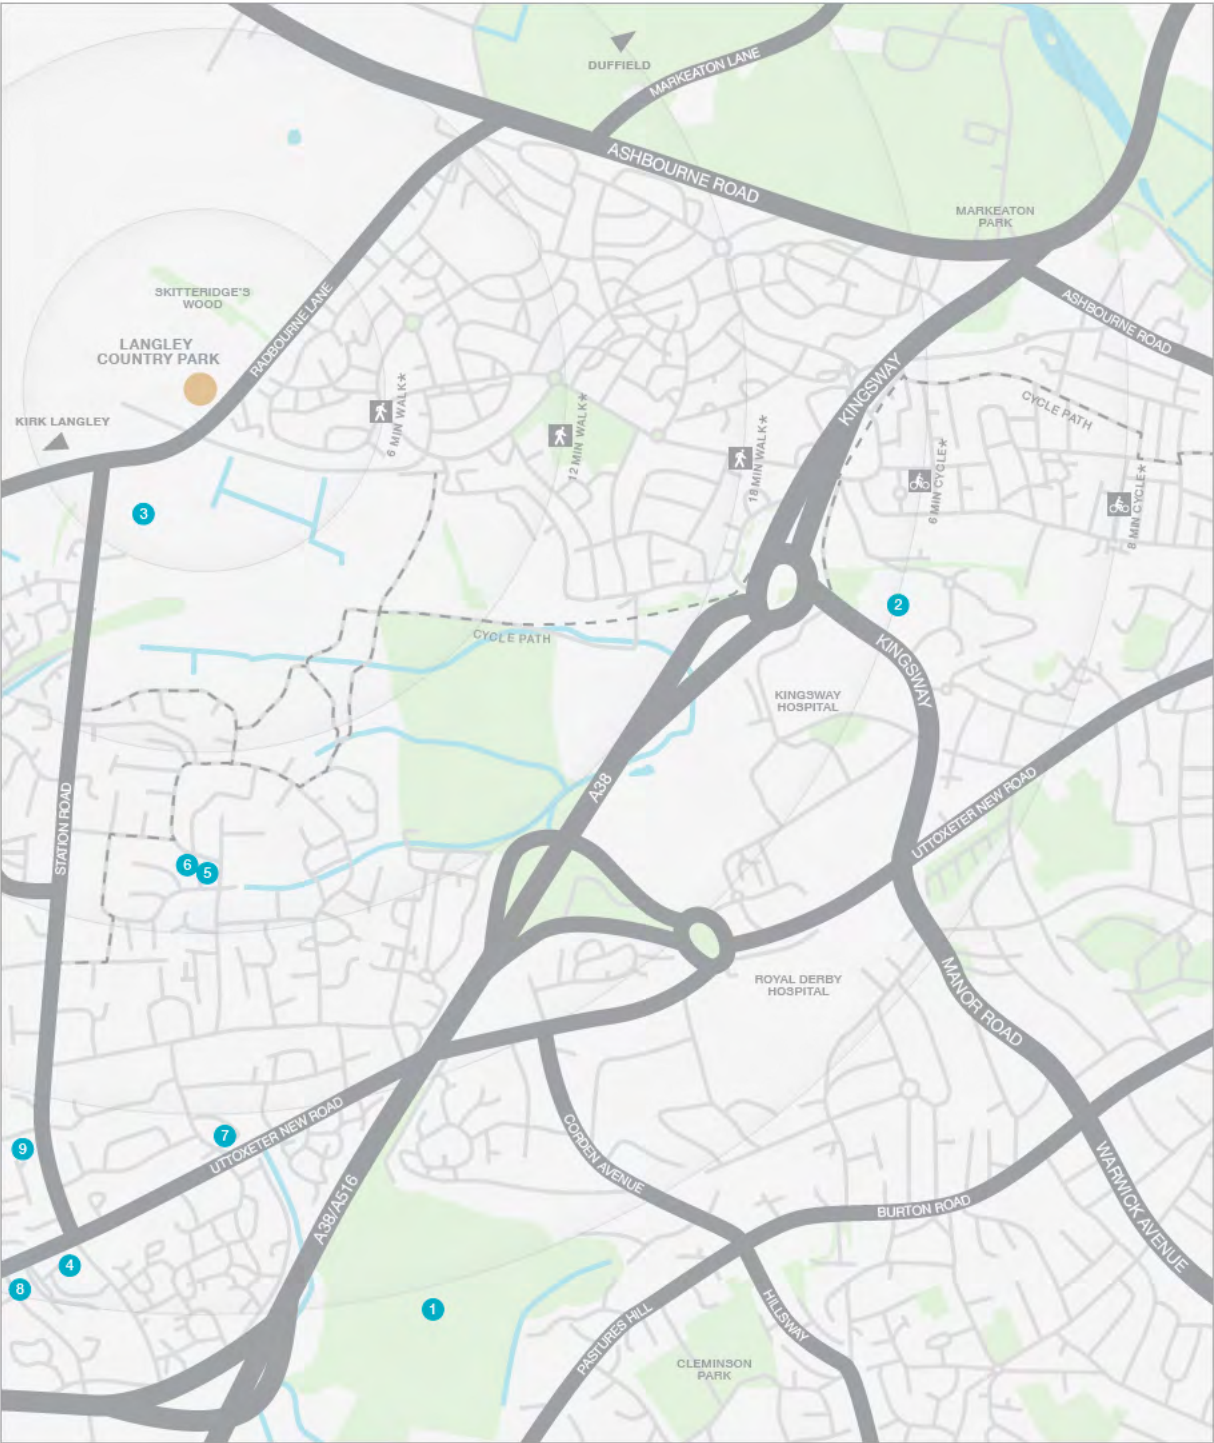 DUFFIELD
MARKEATON LANE
ASHBOURNE ROAD
MARKEATON
PARK
SKITTERIDGE'S
WOOD
RADBOURNE LANE
ASHBOURNE ROAD
LANGLEY
COUNTRY PARK
KINGSWAY
KIRK LANGLEY
6 MIN WALK*
12 MIN WALK*
18 MIN WALK*
CYCLE PATH
6 MIN CYCLE*
8 MIN CYCLE*
3
2
CYCLE PATH
KINGSWAY
KINGSWAY
HOSPITAL
A38
STATION ROAD
UTTOXETER NEW ROAD
6
5
ROYAL DERBY
HOSPITAL
MANOR ROAD
9
7
UTTOXETER NEW ROAD
CORDEN AVENUE
A38/A516
BURTON ROAD
WARWICK AVENUE
4
8
1
PASTURES HILL
HILLSWAY
CLEMINSON
PARK